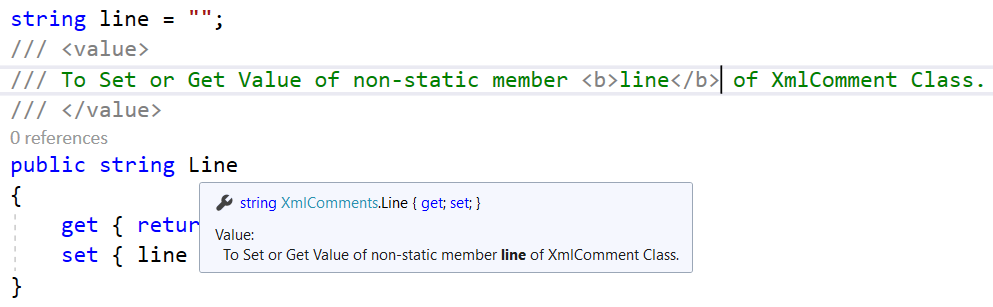 string line = "";
/// <value>
/// To Set or Get Value of non-static member <b>line</b> of XmlComment Class.
/// </value>
0 references
public string Line
{
string XmlComments.Line { get; set; }
get { retur
Value:
set { line
To Set or Get Value of non-static member line of XmlComment Class.
}